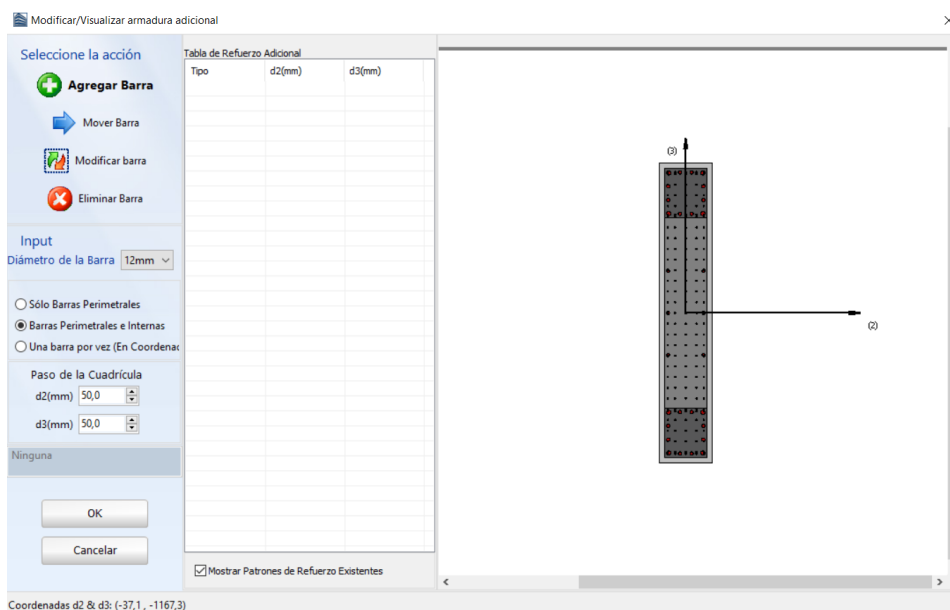 Modificar/Visualizar armadura adicional
Seleccione la acción
Agregar Barra
Mover Barra
Modificar barra
Eliminar Barra
Input
Diámetro de la Barra 12mm
Sólo Barras Perimetrales
Barras Perimetrales e Internas
Una barra por vez (En Coordenac
Paso de la Cuadrícula
d2(mm) 50,0
d3(mm) 50,0
Ninguna
OK
Cancelar
Tabla de Refuerzo Adicional
Tipo d2(mm) d3(mm)
Mostrar Patrones de Refuerzo Existentes
(3)
(2)
Coordenadas d2 & d3: (-37,1 , -1167,3)